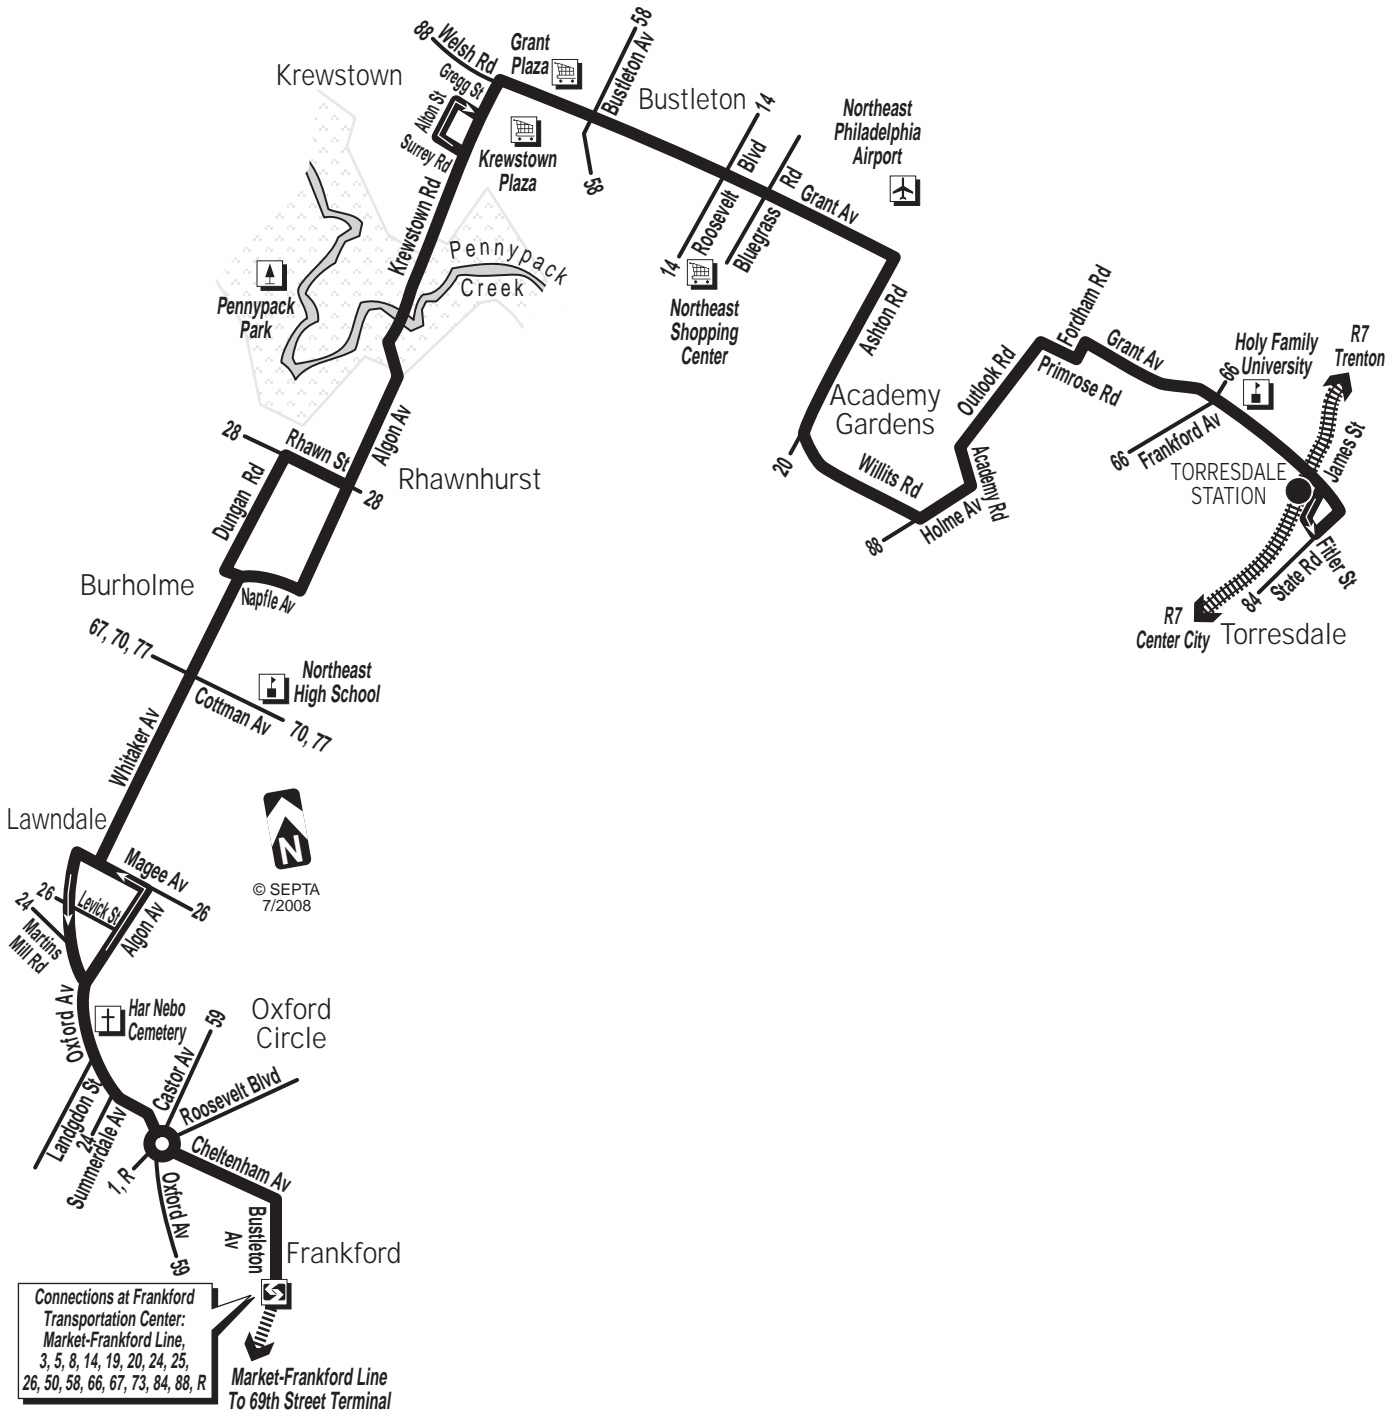 88
Welsh Rd
Grant
Plaza
58
Bustleton Av
Krewstown
Gregg St
Alton St
Surrey Rd
Krewstown
Plaza
58
Bustleton
14
Blvd
Roosevelt
14
Rd
Bluegrass
Northeast
Philadelphia
Airport
Grant Av
Krewstown Rd
Pennypack
Creek
Pennypack
Park
Northeast
Shopping
Center
Ashton Rd
Fordham Rd
Outlook Rd
Primrose Rd
Grant Av
Holy Family
University
R7
Trenton
66
Frankford Av
66
James St
Academy
Gardens
20
Willits Rd
Academy Rd
Holme Av
88
TORRESDALE
STATION
Fitler St
State Rd
84
R7
Center City
Torresdale
28
Rhawn St
Algon Av
Rhawnhurst
28
Dungan Rd
Burholme
Napfle Av
67, 70, 77
Cottman Av
70, 77
Northeast
High School
Whitaker Av
Lawndale
N
© SEPTA
7/2008
Magee Av
26
Levick St
26
24
Martins
Mill Rd
Algon Av
Oxford Av
Har Nebo
Cemetery
Oxford
Circle
59
Castor Av
Roosevelt Blvd
Landgdon St
24
Summerdale Av
1, R
Cheltenham Av
Oxford Av
59
Bustleton
Av
Frankford
Connections at Frankford
Transportation Center:
Market-Frankford Line,
3, 5, 8, 14, 19, 20, 24, 25,
26, 50, 58, 66, 67, 73, 84, 88, R
Market-Frankford Line
To 69th Street Terminal